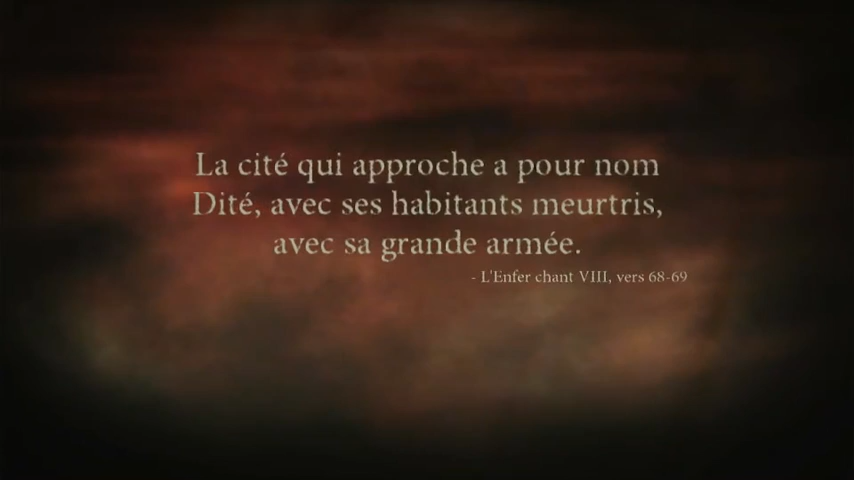 La cité qui approche a pour nom
Dité, avec ses habitants meurtris,
avec sa grande armée.
- L'Enfer chant VIII, vers 68-69